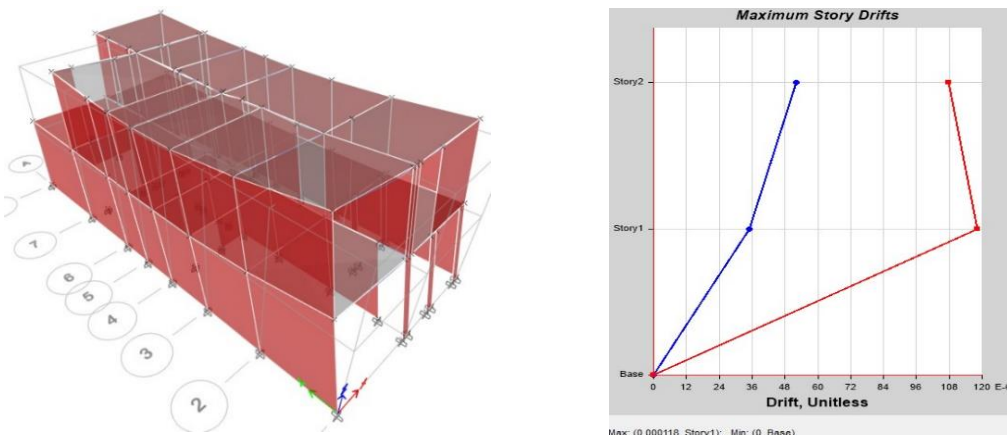 7
6
5
4
3
2
Maximum Story Drifts
Story2
Story1
Base
0 12 24 36 48 60 72 84 96 108 120 E-
Drift, Unitless
Max: (0.000118, Story1); Min: (0, Base)